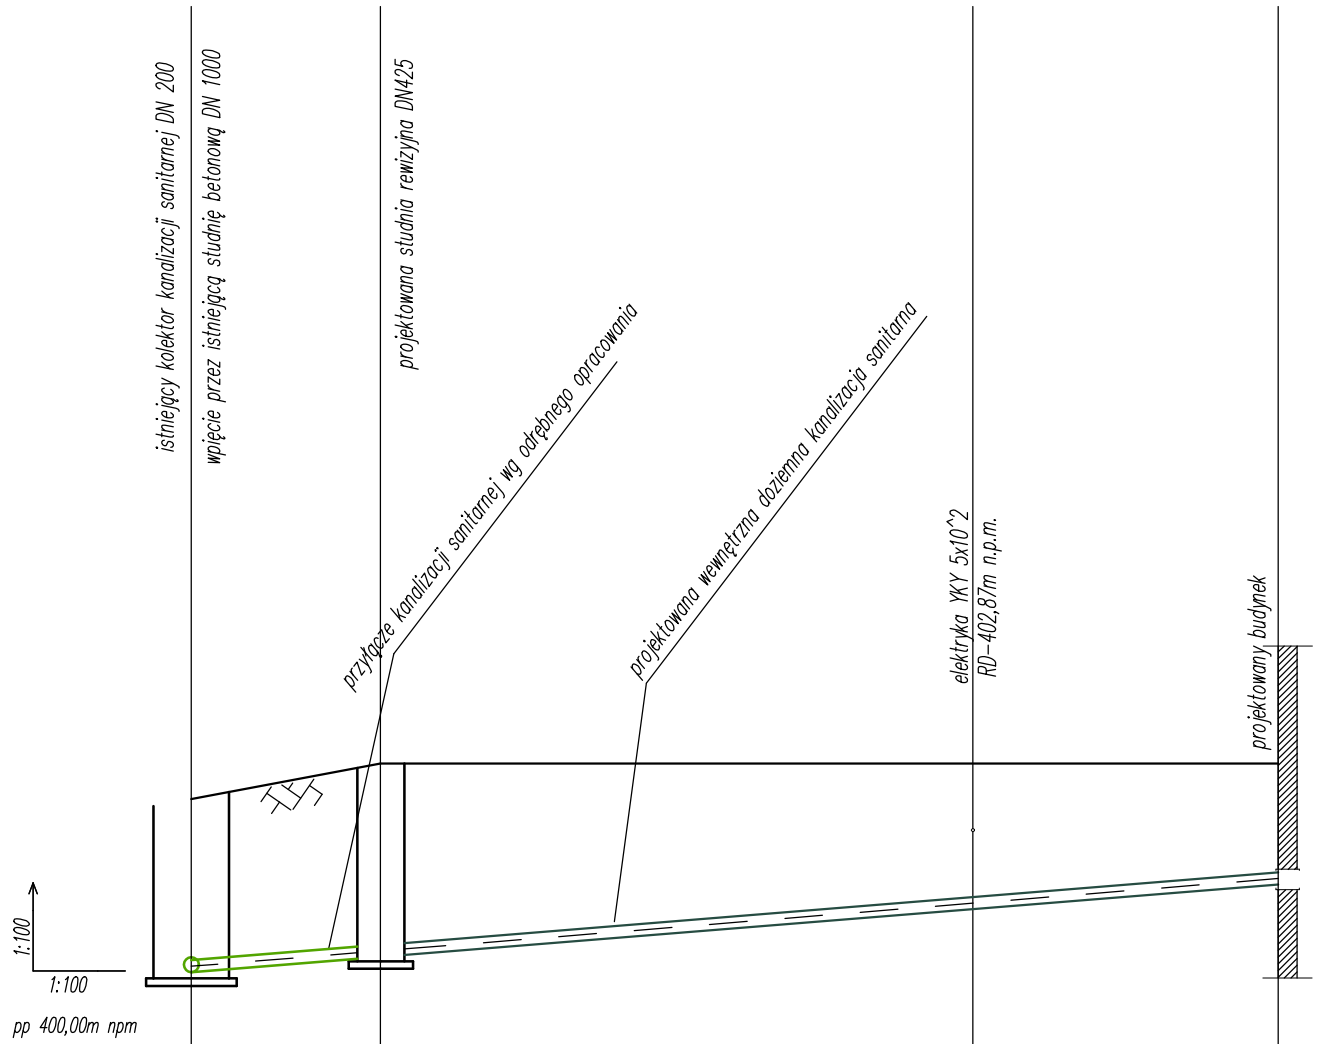 istniejący kolektor kanalizacji sanitarnej DN 200
wpięcie przez istniejącą studnię betonową DN 1000
projektowana studnia rewizyjna DN425
przyłącze kanalizacji sanitarnej wg odrębnego opracowania
projektowana wewnętrzna doziemna kanalizacja sanitarna
elektryka YKY 5x10^2
RD-402,87m n.p.m.
projektowany budynek
1:100
1:100
pp 400,00m npm